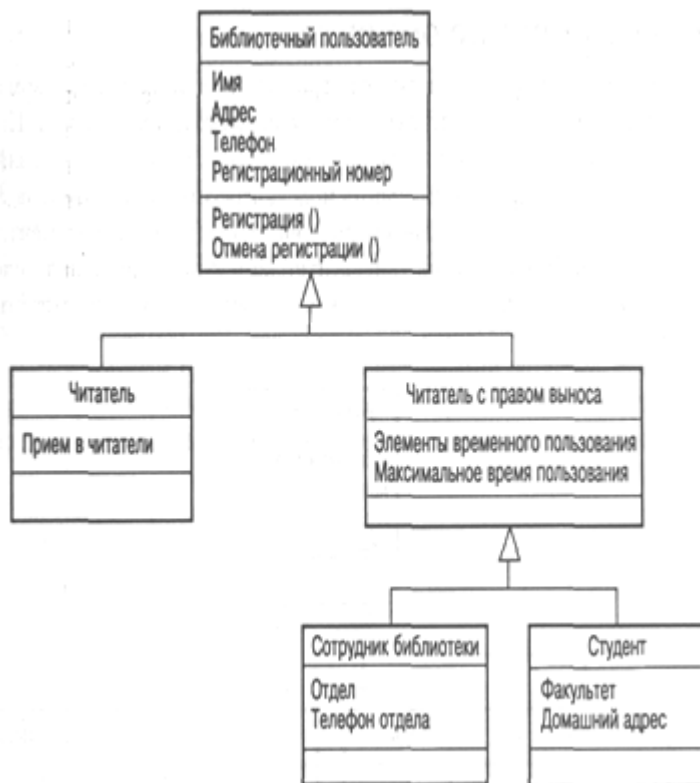 Библиотечный пользователь
Имя
Адрес
Телефон
Регистрационный номер
Регистрация ()
Отмена регистрации ()
Читатель
Прием в читатели
Читатель с правом выноса
Элементы временного пользования
Максимальное время пользования
Сотрудник библиотеки
Отдел
Телефон отдела
Студент
Факультет
Домашний адрес